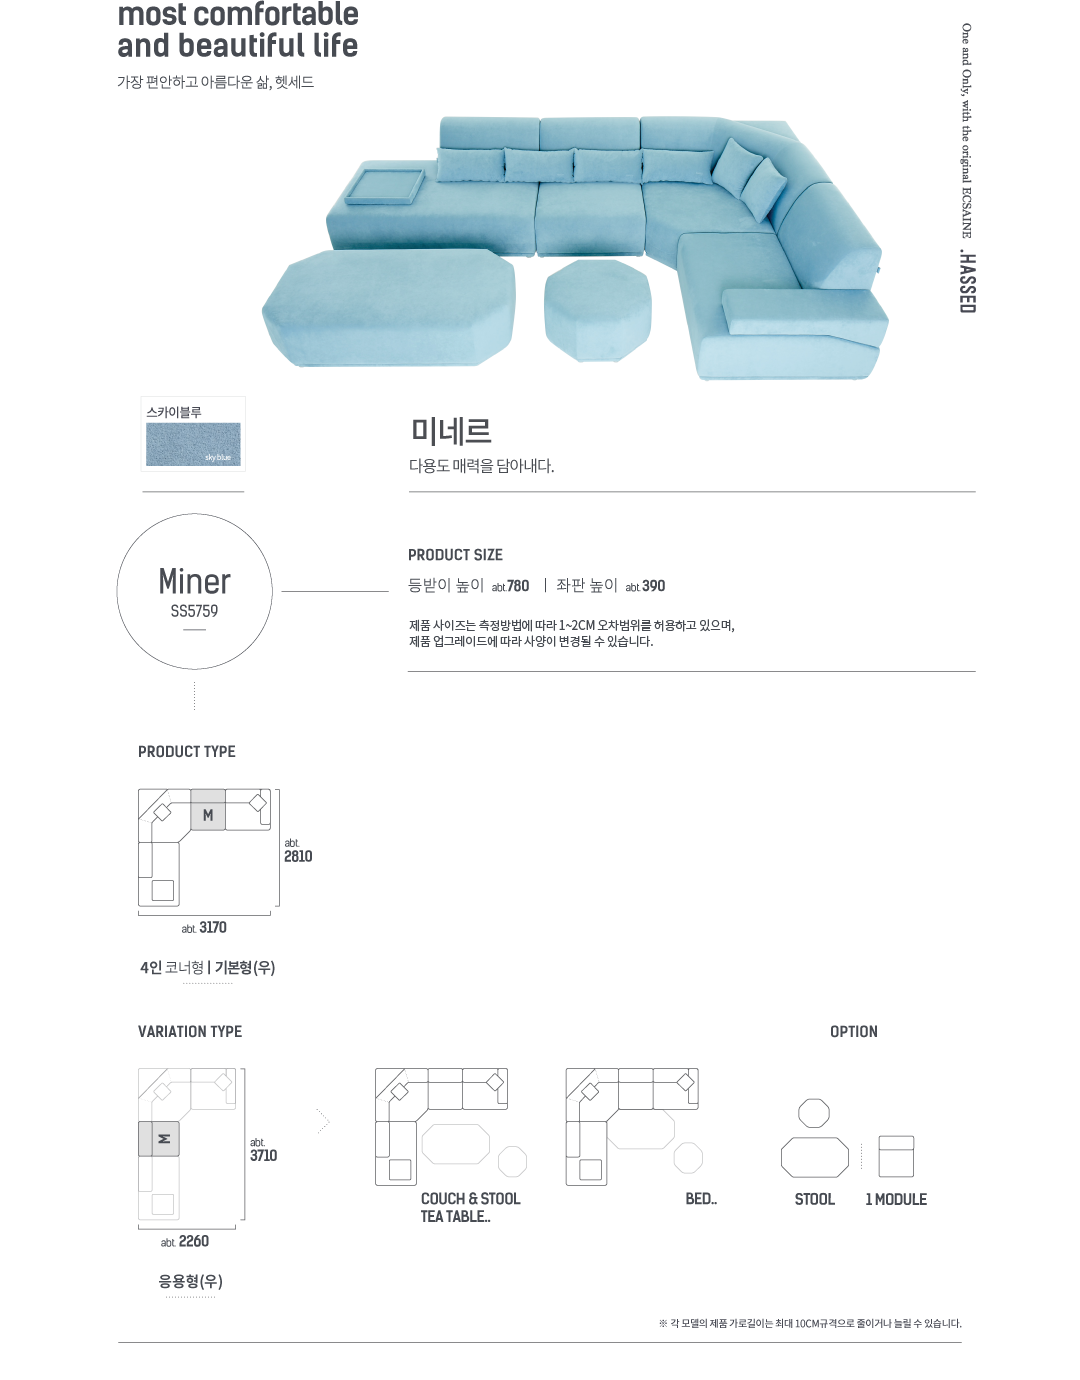 most comfortable
and beautiful life
가장 편안하고 아름다운 삶, 헷세드
One and Only, with the original ECSAINE .HASSED
스카이블루
sky.blue
미네르
다용도 매력을 담아내다.
Miner
SS5759
PRODUCT SIZE
등받이 높이 abt.780 | 좌판 높이 abt.390
제품 사이즈는 측정방법에 따라 1~2CM 오차범위를 허용하고 있으며,
제품 업그레이드에 따라 사양이 변경될 수 있습니다.
PRODUCT TYPE
M
abt.
2810
abt. 3170
4인 코너형 | 기본형(우)
VARIATION TYPE
OPTION
M
abt.
3710
abt. 2260
응용형(우)
COUCH & STOOL
TEA TABLE..
BED..
STOOL
1 MODULE
※ 각 모델의 제품 가로길이는 최대 10CM규격으로 줄이거나 늘릴 수 있습니다.